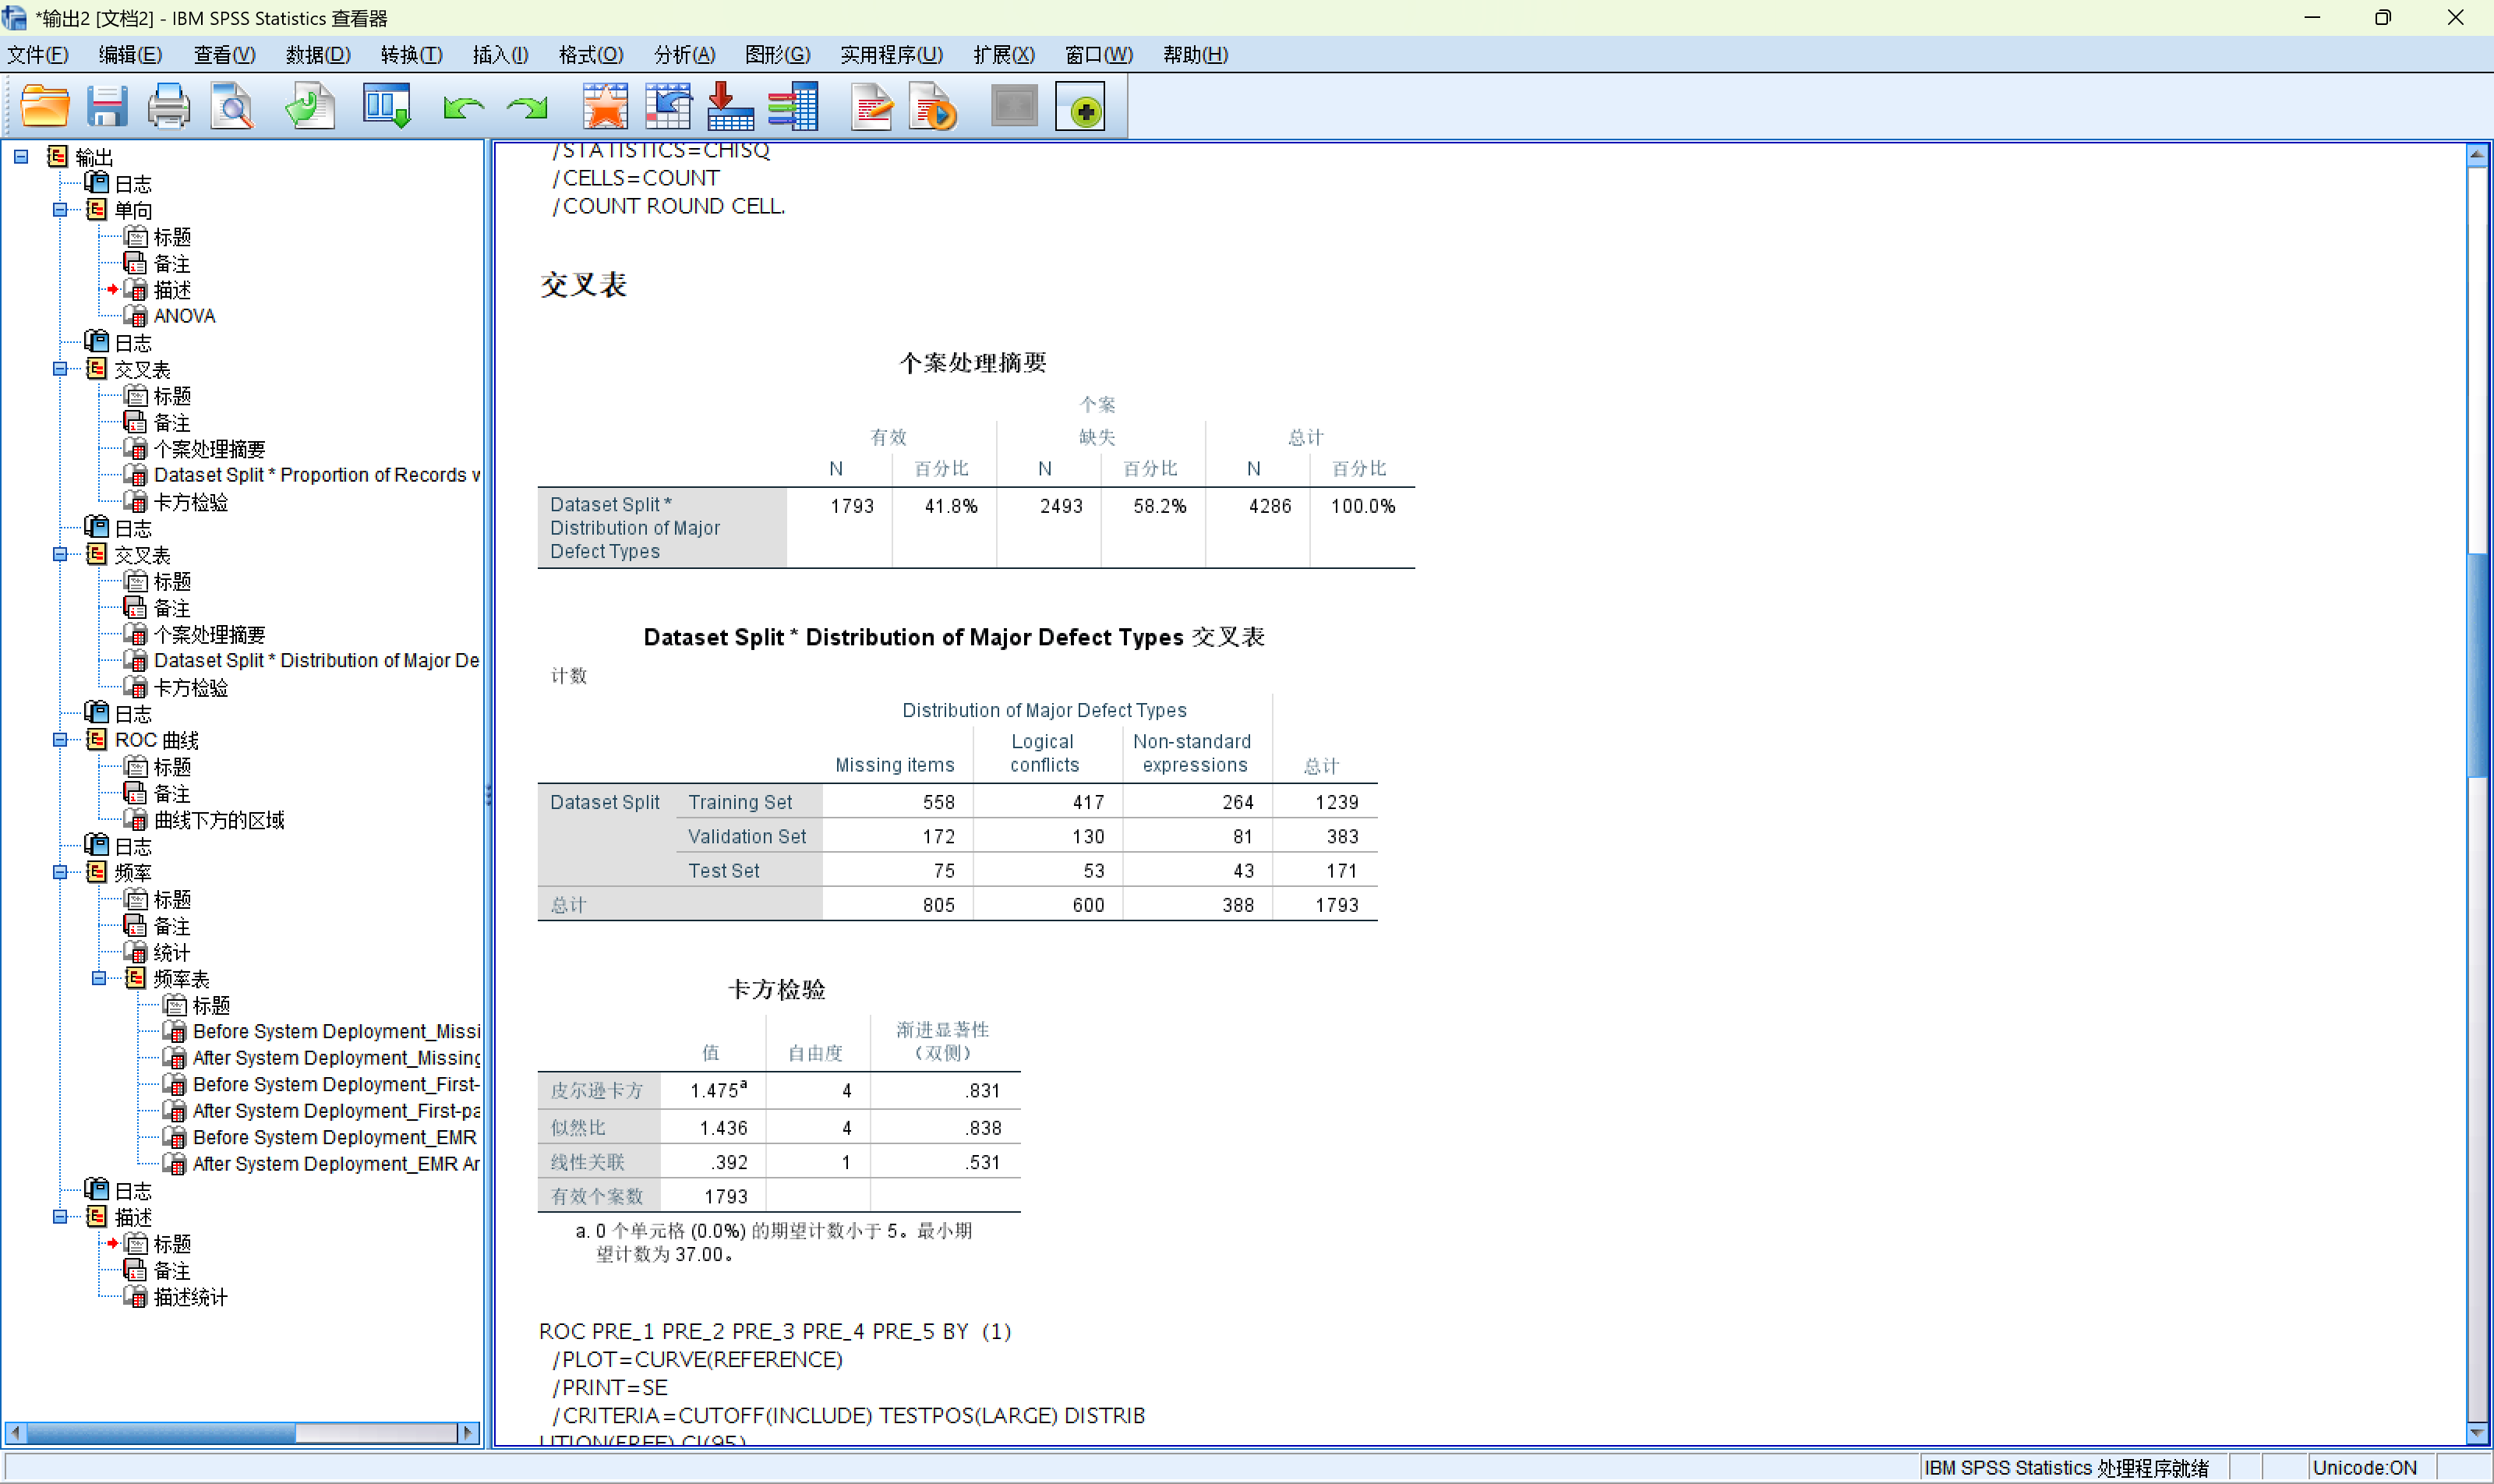 *输出2 [文档2] - IBM SPSS Statistics 查看器
文件(F) 编辑(E) 查看(V) 数据(D) 转换(T) 插入(I) 格式(O) 分析(A) 图形(G) 实用程序(U) 扩展(X) 窗口(W) 帮助(H)
输出
日志
单向
标题
备注
描述
ANOVA
日志
交叉表
标题
备注
个案处理摘要
Dataset Split * Proportion of Records w
卡方检验
日志
交叉表
标题
备注
个案处理摘要
Dataset Split * Distribution of Major De
卡方检验
日志
ROC 曲线
标题
备注
曲线下方的区域
日志
频率
标题
备注
统计
频率表
标题
Before System Deployment_Missi
After System Deployment_Missing
Before System Deployment_First-
After System Deployment_First-pa
Before System Deployment_EMR
After System Deployment_EMR Ar
日志
描述
标题
备注
描述统计
/STATISTICS=CHISQ
/CELLS=COUNT
/COUNT ROUND CELL.
交叉表
个案处理摘要
个案
有效 缺失 总计
N 百分比 N 百分比 N 百分比
Dataset Split * 1793 41.8% 2493 58.2% 4286 100.0%
Distribution of Major
Defect Types
Dataset Split * Distribution of Major Defect Types 交叉表
计数
Distribution of Major Defect Types
Logical Non-standard
Missing items conflicts expressions 总计
Dataset Split Training Set 558 417 264 1239
Validation Set 172 130 81 383
Test Set 75 53 43 171
总计 805 600 388 1793
卡方检验
渐进显著性
值 自由度 （双侧）
皮尔逊卡方 1.475a 4 .831
似然比 1.436 4 .838
线性关联 .392 1 .531
有效个案数 1793
a. 0 个单元格 (0.0%) 的期望计数小于 5。最小期
望计数为 37.00。
ROC PRE_1 PRE_2 PRE_3 PRE_4 PRE_5 BY (1)
/PLOT=CURVE(REFERENCE)
/PRINT=SE
/CRITERIA=CUTOFF(INCLUDE) TESTPOS(LARGE) DISTRIB
UTION(FREE) CI(95)
IBM SPSS Statistics 处理程序就绪 Unicode:ON